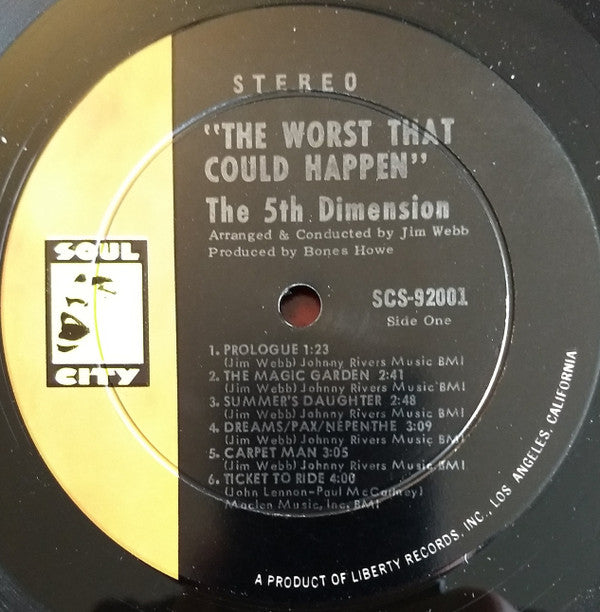 STEREO
"THE WORST THAT
COULD HAPPEN"
The 5th Dimension
Arranged & Conducted by Jim Webb
Produced by Bones Howe
SOUL
CITY
SCS-92001
Side One
1. PROLOGUE 1:23
(Jim Webb) Johnny Rivers Music BMI
2. THE MAGIC GARDEN 2:41
(Jim Webb) Johnny Rivers Music BMI
3. SUMMER'S DAUGHTER 2:48
(Jim Webb) Johnny Rivers Music BMI
4. DREAMS/PAX/NEPENTHE 3:09
(Jim Webb) Johnny Rivers Music BMI
5. CARPET MAN 3:05
(Jim Webb) Johnny Rivers Music BMI
6. TICKET TO RIDE 4:00
(John Lennon-Paul McCartney)
Maclen Music, Inc. BMI
A PRODUCT OF LIBERTY RECORDS, INC., LOS ANGELES, CALIFORNIA